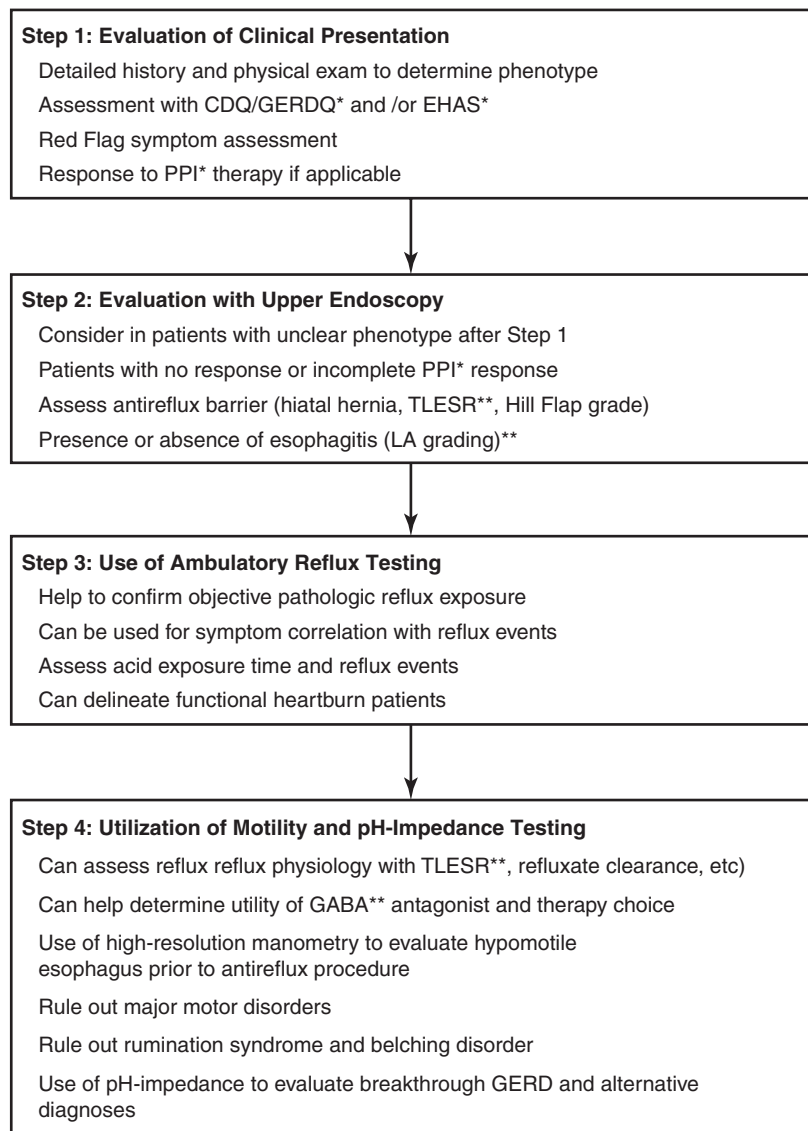 Step 1: Evaluation of Clinical Presentation
Detailed history and physical exam to determine phenotype
Assessment with CDQ/GERDQ* and /or EHAS*
Red Flag symptom assessment
Response to PPI* therapy if applicable
Step 2: Evaluation with Upper Endoscopy
Consider in patients with unclear phenotype after Step 1
Patients with no response or incomplete PPI* response
Assess antireflux barrier (hiatal hernia, TLESR**, Hill Flap grade)
Presence or absence of esophagitis (LA grading)**
Step 3: Use of Ambulatory Reflux Testing
Help to confirm objective pathologic reflux exposure
Can be used for symptom correlation with reflux events
Assess acid exposure time and reflux events
Can delineate functional heartburn patients
Step 4: Utilization of Motility and pH-Impedance Testing
Can assess reflux reflux physiology with TLESR**, refluxate clearance, etc)
Can help determine utility of GABA** antagonist and therapy choice
Use of high-resolution manometry to evaluate hypomotile
esophagus prior to antireflux procedure
Rule out major motor disorders
Rule out rumination syndrome and belching disorder
Use of pH-impedance to evaluate breakthrough GERD and alternative
diagnoses